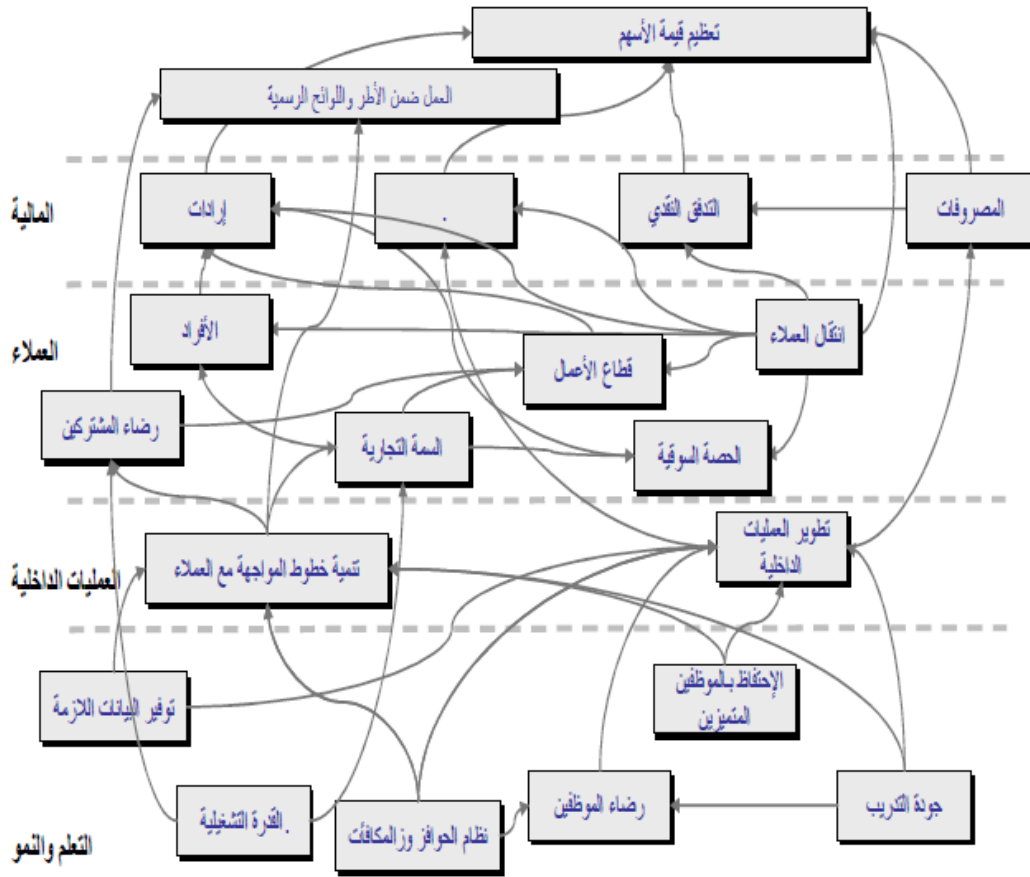 تعظيم قيمة الأسهم
العمل ضمن الأطر واللوائح الرسمية
المالية
المصروفات
التدفق النقدي
.
إرادات
العملاء
انتقال العملاء
قطاع الأعمال
الأفراد
الحصة السوقية
السمة التجارية
رضاء المشتركين
العمليات الداخلية
تطوير العمليات
الداخلية
تنمية خطوط المواجهة مع العملاء
الإحتفاظ بالموظفين
المتميزين
توفير البيانات اللازمة
التعلم والنمو
جودة التدريب
رضاء الموظفين
نظام الحوافز وزالمكافأت
القدرة التشغيلية.